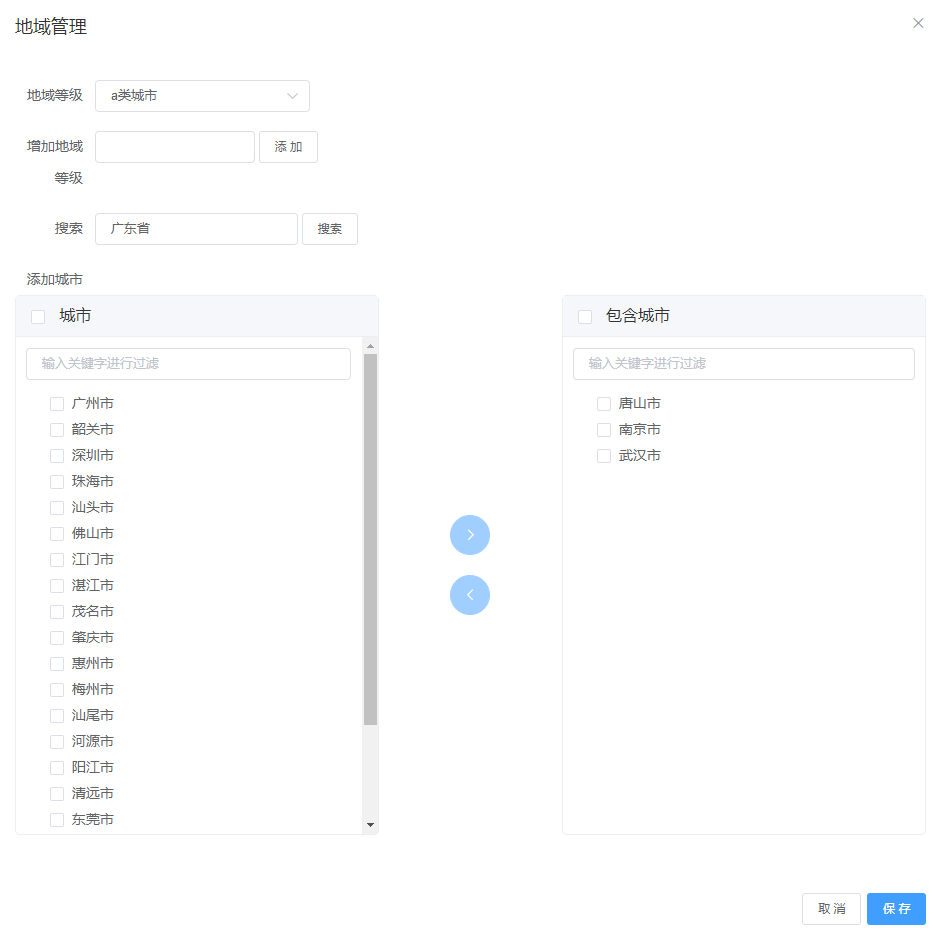 地域管理
地域等级 a类城市
增加地域等级 添 加
搜索 广东省 搜索
添加城市
城市
输入关键字进行过滤
广州市
韶关市
深圳市
珠海市
汕头市
佛山市
江门市
湛江市
茂名市
肇庆市
惠州市
梅州市
汕尾市
河源市
阳江市
清远市
东莞市
包含城市
输入关键字进行过滤
唐山市
南京市
武汉市
取 消 保 存